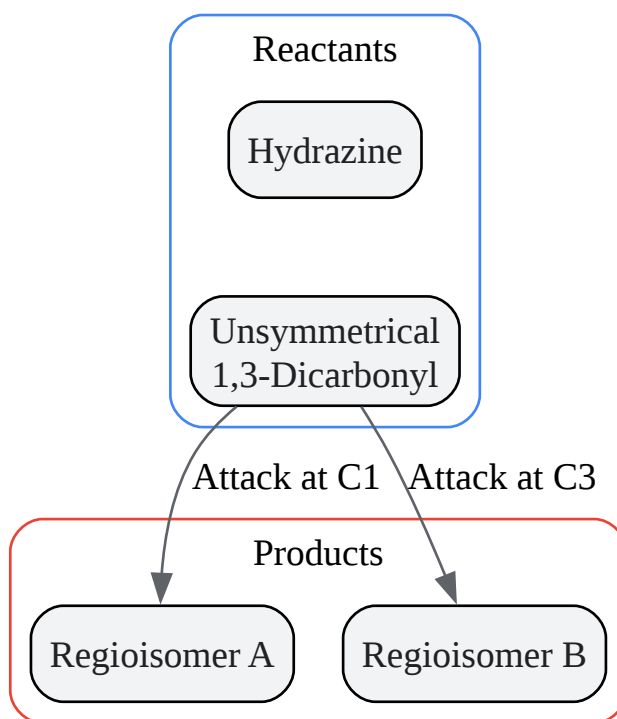 Reactants
Hydrazine
Unsymmetrical
1,3-Dicarbonyl
Attack at C1
Attack at C3
Products
Regioisomer A
Regioisomer B